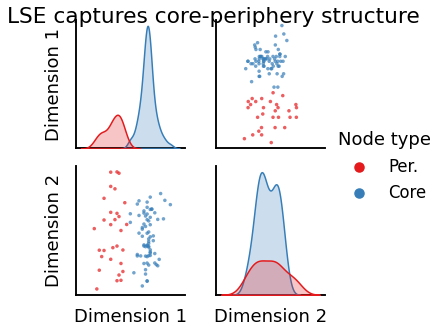 LSE captures core-periphery structure
Dimension 1
Node type
Per.
Core
Dimension 2
Dimension 1
Dimension 2